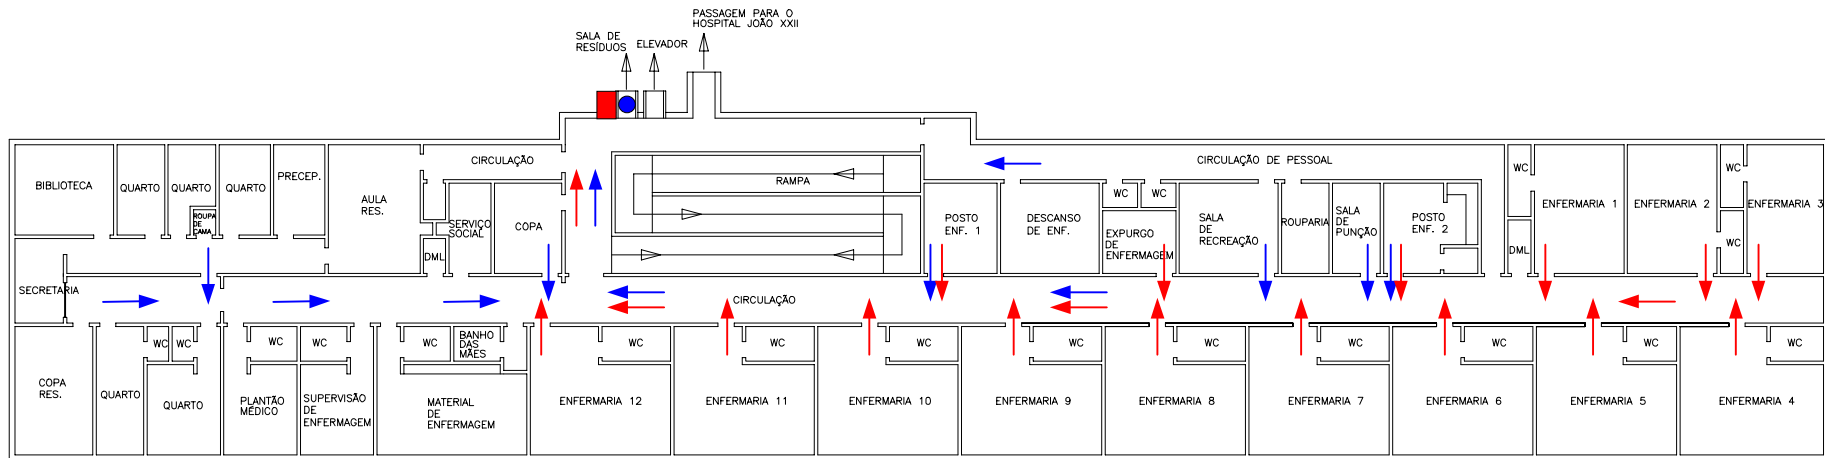 PASSAGEM PARA O
HOSPITAL JOÃO XXII
SALA DE
RESÍDUOS
ELEVADOR
CIRCULAÇÃO
CIRCULAÇÃO DE PESSOAL
BIBLIOTECA
QUARTO
QUARTO
QUARTO
PRECEP.
AULA
RES.
ROUPA
DE
CAMA
SERVIÇO
SOCIAL
COPA
DML
RAMPA
POSTO
ENF. 1
DESCANSO
DE ENF.
WC
WC
EXPURGO
DE
ENFERMAGEM
SALA
DE
RECREAÇÃO
ROUPARIA
SALA
DE
PUNÇÃO
POSTO
ENF. 2
WC
DML
ENFERMARIA 1
ENFERMARIA 2
WC
WC
ENFERMARIA 3
SECRETARIA
CIRCULAÇÃO
WC
WC
WC
WC
WC
BANHO
DAS
MÃES
WC
WC
WC
WC
WC
WC
WC
WC
WC
COPA
RES.
QUARTO
QUARTO
PLANTÃO
MÉDICO
SUPERVISÃO
DE
ENFERMAGEM
MATERIAL
DE
ENFERMAGEM
ENFERMARIA 12
ENFERMARIA 11
ENFERMARIA 10
ENFERMARIA 9
ENFERMARIA 8
ENFERMARIA 7
ENFERMARIA 6
ENFERMARIA 5
ENFERMARIA 4